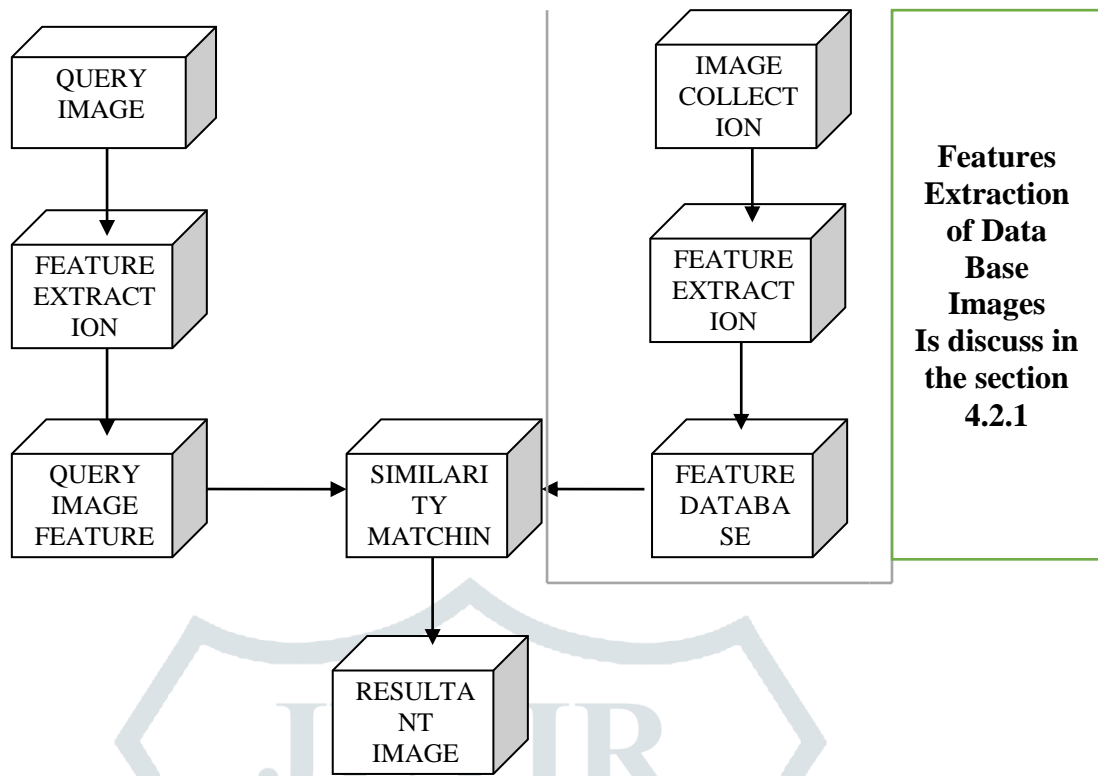 QUERY
IMAGE
IMAGE
COLLECT
ION
Features
Extraction
of Data
Base
Images
Is discuss in
the section
4.2.1
FEATURE
EXTRACT
ION
FEATURE
EXTRACT
ION
QUERY
IMAGE
FEATURE
SIMILARI
TY
MATCHIN
FEATURE
DATABA
SE
RESULTA
NT
IMAGE